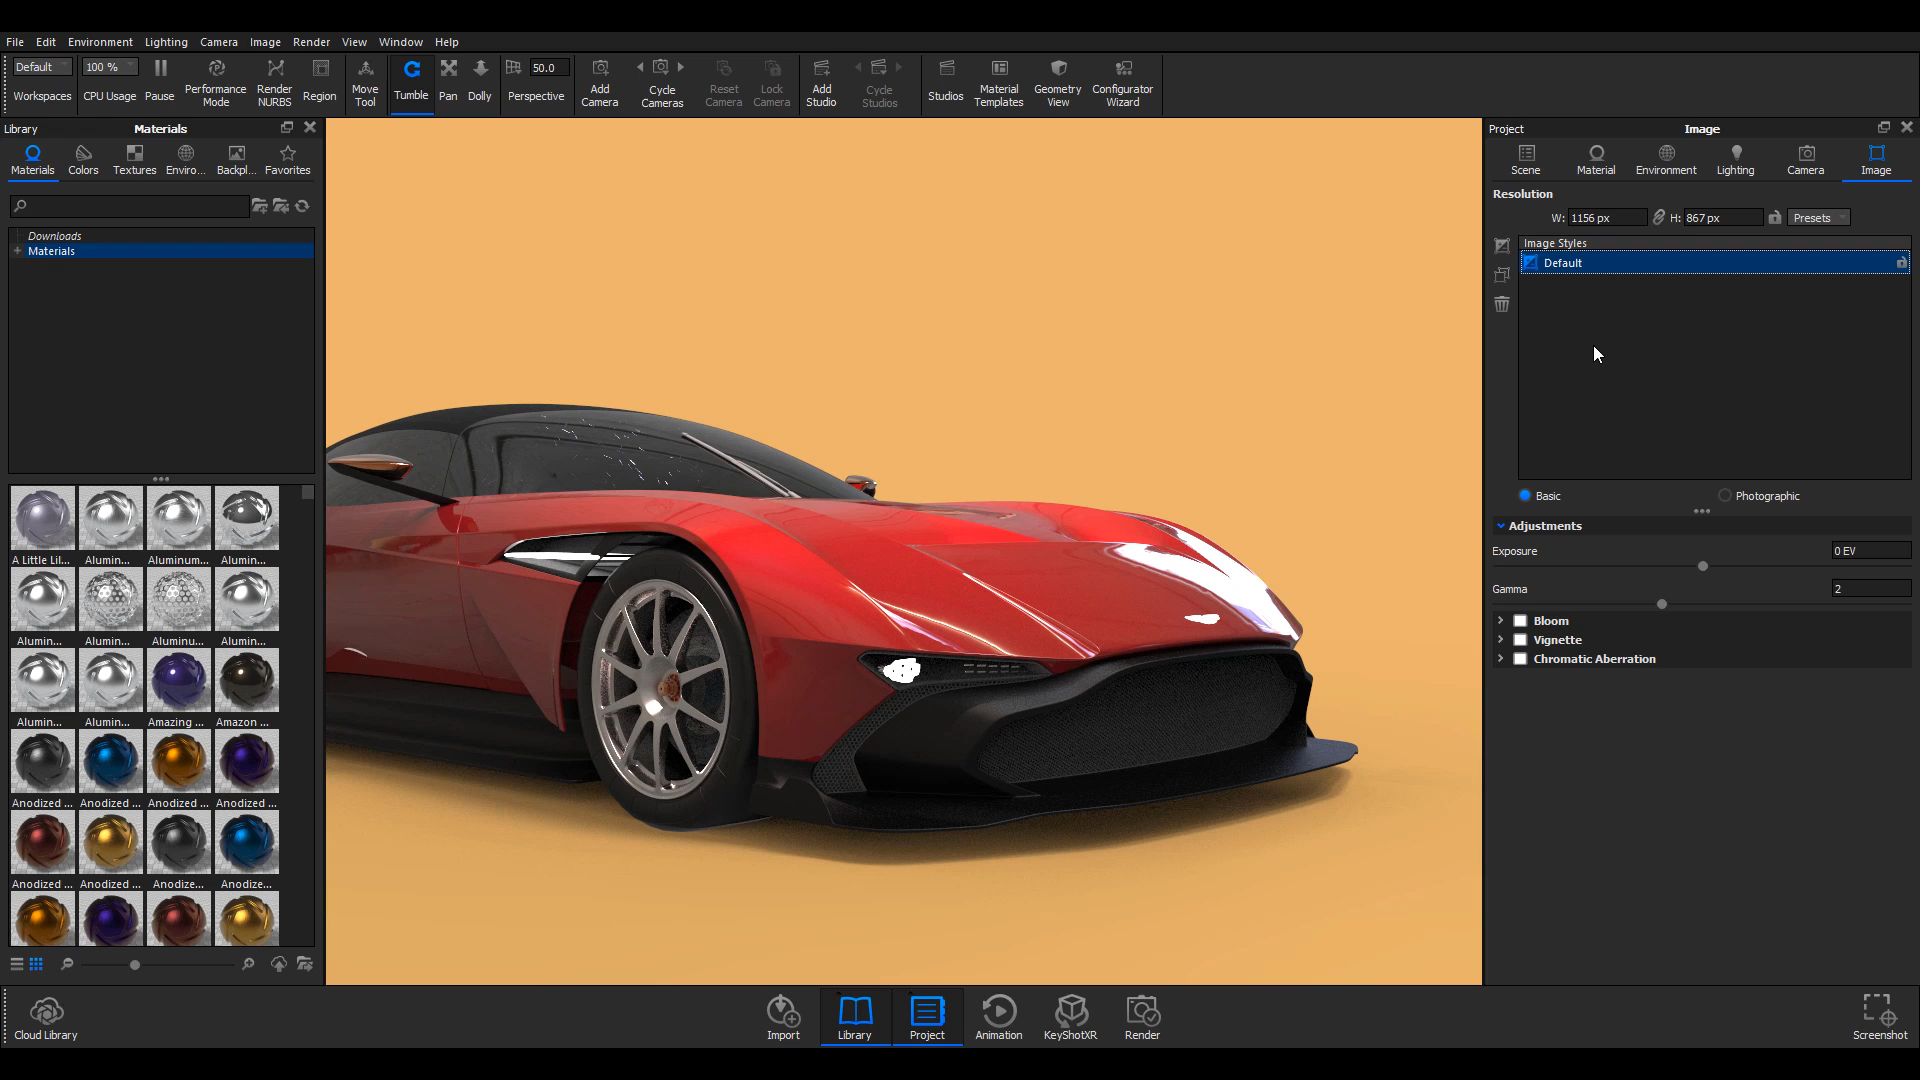 File Edit Environment Lighting Camera Image Render View Window Help
Default 100 % 50.0
Workspaces CPU Usage Pause Performance Mode Render NURBS Region Move Tool Tumble Pan Dolly Perspective Add Camera Cycle Cameras Reset Camera Lock Camera Add Studio Cycle Studios Studios Material Templates Geometry View Configurator Wizard
Library Materials
Materials Colors Textures Enviro... Backpl... Favorites
Downloads
Materials
A Little Lil... Alumin... Aluminum... Alumin...
Alumin... Alumin... Aluminu... Alumin...
Alumin... Alumin... Amazing ... Amazon ...
Anodized ... Anodized ... Anodized ... Anodized ...
Anodized ... Anodized ... Anodize... Anodize...
Project Image
Scene Material Environment Lighting Camera Image
Resolution
W: 1156 px H: 867 px Presets
Image Styles
Default
Basic Photographic
Adjustments
Exposure 0 EV
Gamma 2
Bloom
Vignette
Chromatic Aberration
Cloud Library Import Library Project Animation KeyShotXR Render Screenshot